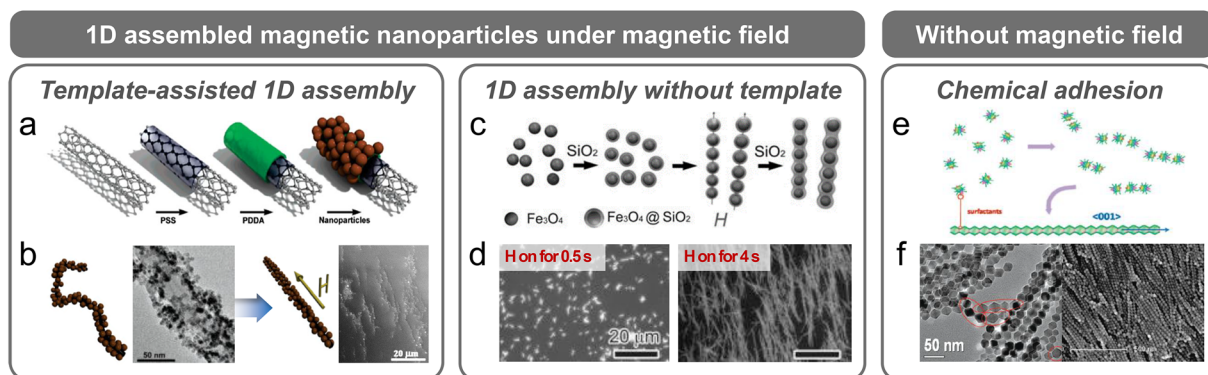 1D assembled magnetic nanoparticles under magnetic field
Without magnetic field
Template-assisted 1D assembly
1D assembly without template
Chemical adhesion
a
PSS
PDDA
Nanoparticles
b
50 nm
H
20 μm
c
SiO₂
SiO₂
H
Fe₃O₄
Fe₃O₄@SiO₂
d
H on for 0.5 s
20 μm
H on for 4 s
e
surfactants
<001>
f
50 nm